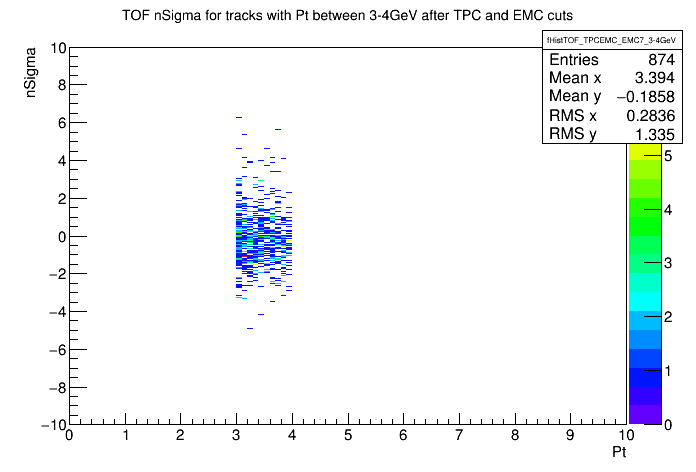 TOF nSigma for tracks with Pt between 3-4GeV after TPC and EMC cuts
fHistTOF_TPCEMC_EMC7_3-4GeV
Entries 874
Mean x 3.394
Mean y −0.1858
RMS x 0.2836
RMS y 1.335
nSigma
10
8
6
4
2
0
−2
−4
−6
−8
−10
0 1 2 3 4 5 6 7 8 9 10
Pt
5
4
3
2
1
0